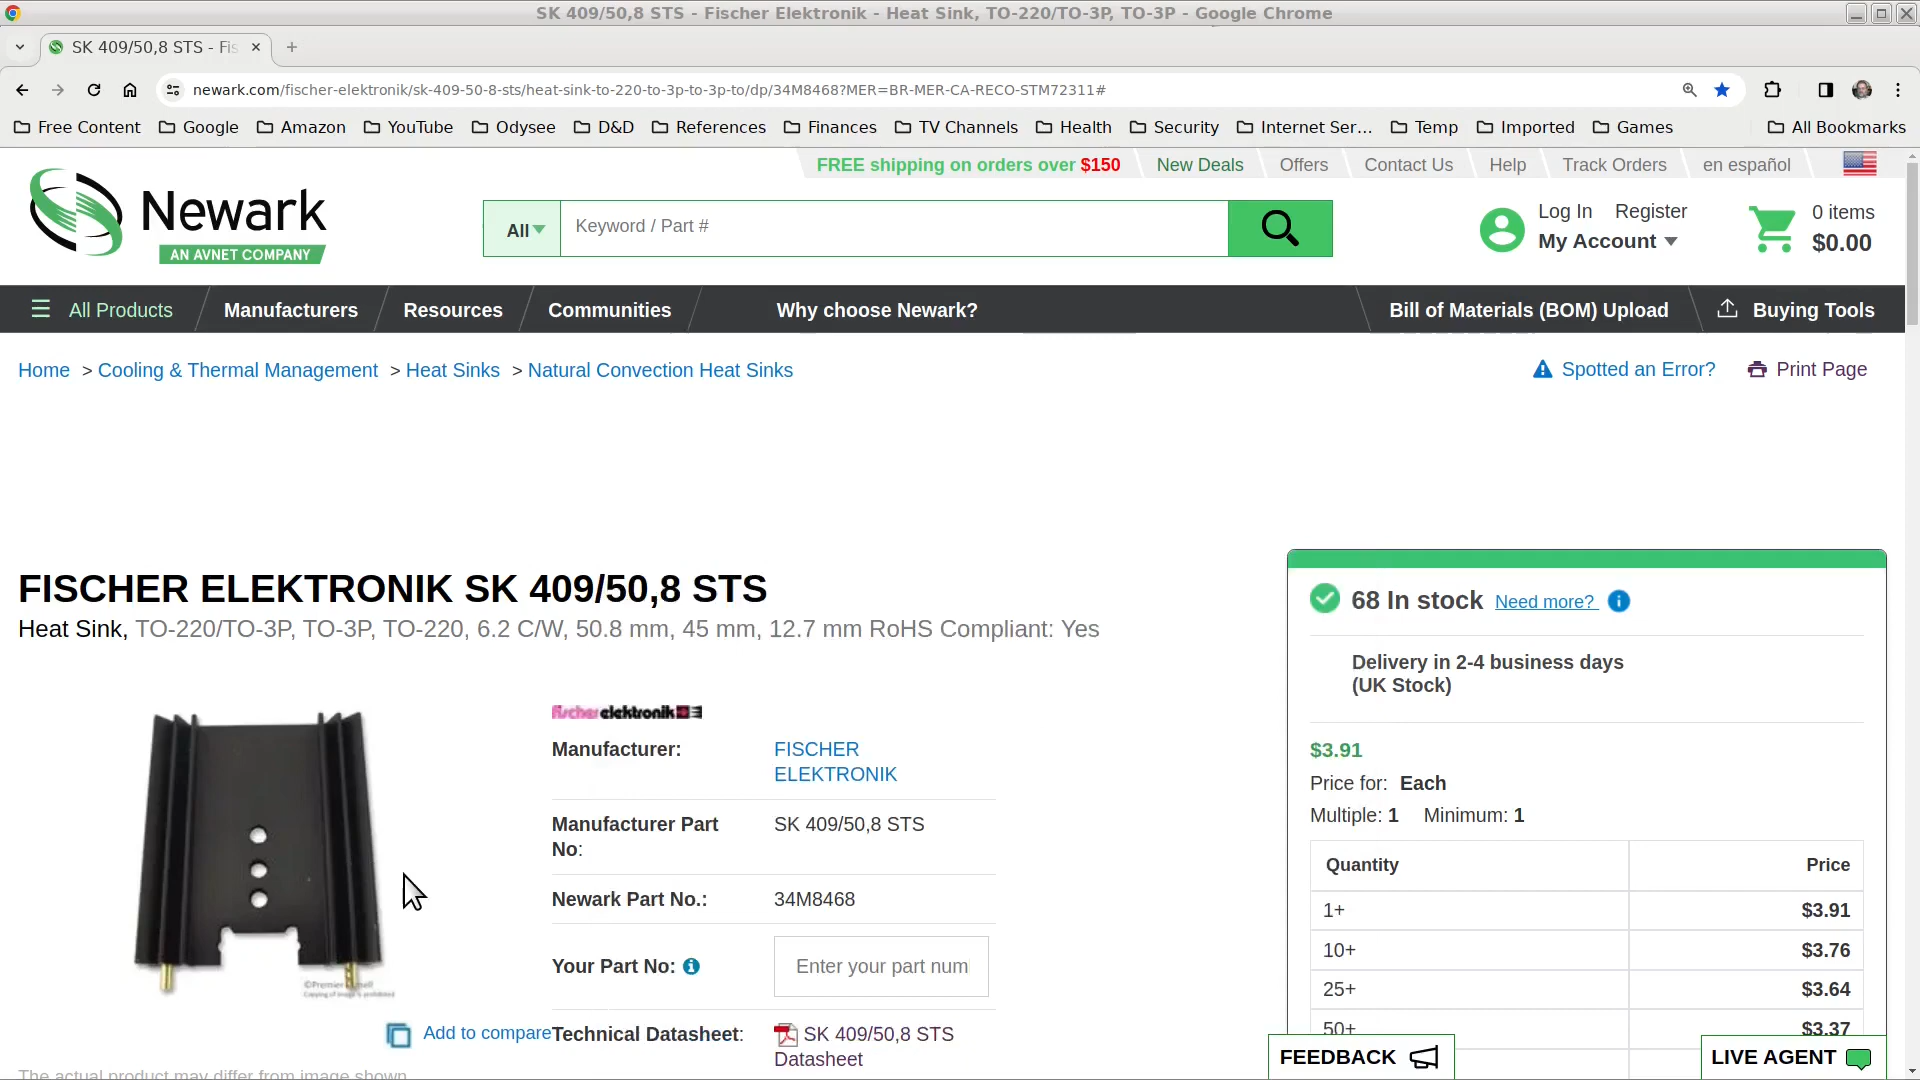 SK 409/50,8 STS - Fischer Elektronik - Heat Sink, TO-220/TO-3P, TO-3P - Google Chrome
SK 409/50,8 STS - Fis
newark.com/fischer-elektronik/sk-409-50-8-sts/heat-sink-to-220-to-3p-to-3p-to/dp/34M8468?MER=BR-MER-CA-RECO-STM72311#
Free Content Google Amazon YouTube Odysee D&D References Finances TV Channels Health Security Internet Ser... Temp Imported Games All Bookmarks
FREE shipping on orders over $150 New Deals Offers Contact Us Help Track Orders en español
Newark
AN AVNET COMPANY
All Keyword / Part #
Log In Register
My Account
0 items
$0.00
All Products Manufacturers Resources Communities Why choose Newark? Bill of Materials (BOM) Upload Buying Tools
Home > Cooling & Thermal Management > Heat Sinks > Natural Convection Heat Sinks
Spotted an Error? Print Page
FISCHER ELEKTRONIK SK 409/50,8 STS
Heat Sink, TO-220/TO-3P, TO-3P, TO-220, 6.2 C/W, 50.8 mm, 45 mm, 12.7 mm RoHS Compliant: Yes
fischer elektronik
Manufacturer: FISCHER
ELEKTRONIK
Manufacturer Part
No: SK 409/50,8 STS
Newark Part No.: 34M8468
Your Part No: Enter your part num
Technical Datasheet: SK 409/50,8 STS
Datasheet
Copying of image is prohibited
Add to compare
The actual product may differ from image shown
68 In stock Need more?
Delivery in 2-4 business days
(UK Stock)
$3.91
Price for: Each
Multiple: 1 Minimum: 1
Quantity Price
1+ $3.91
10+ $3.76
25+ $3.64
50+ $3.37
FEEDBACK
LIVE AGENT